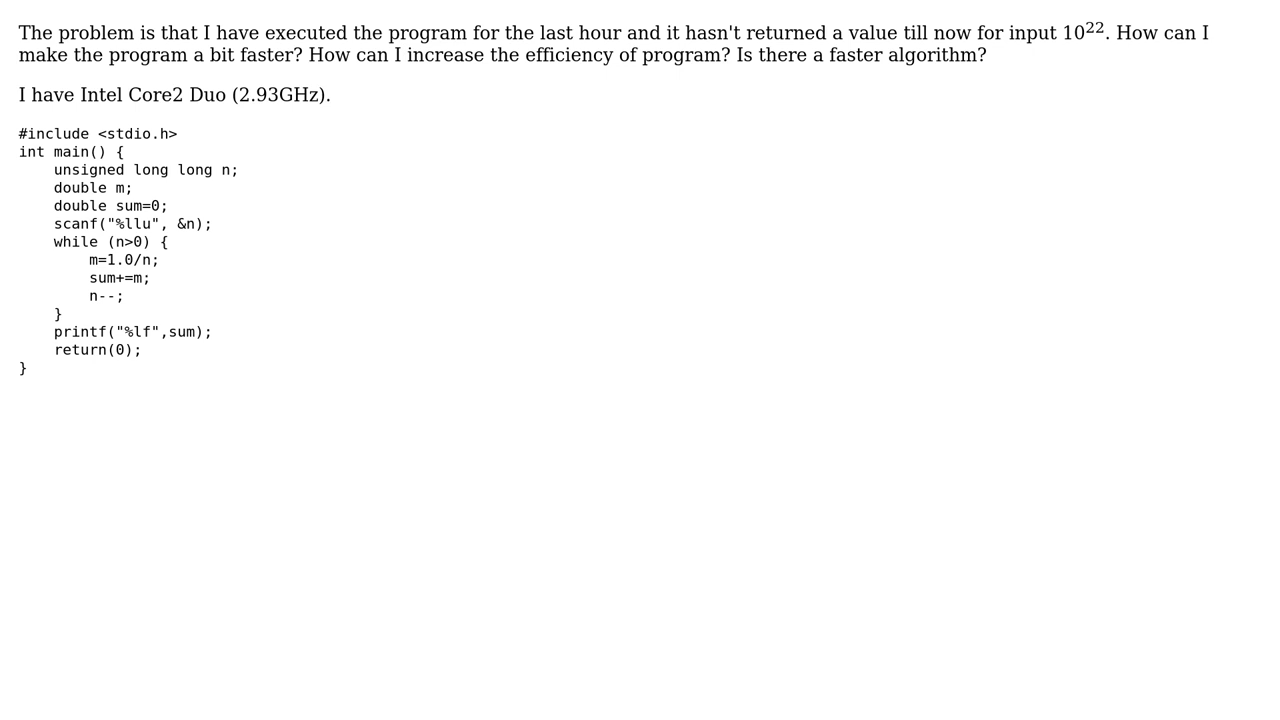 The problem is that I have executed the program for the last hour and it hasn't returned a value till now for input 10²². How can I
make the program a bit faster? How can I increase the efficiency of program? Is there a faster algorithm?
I have Intel Core2 Duo (2.93GHz).
#include <stdio.h>
int main() {
    unsigned long long n;
    double m;
    double sum=0;
    scanf("%llu", &n);
    while (n>0) {
        m=1.0/n;
        sum+=m;
        n--;
    }
    printf("%lf",sum);
    return(0);
}